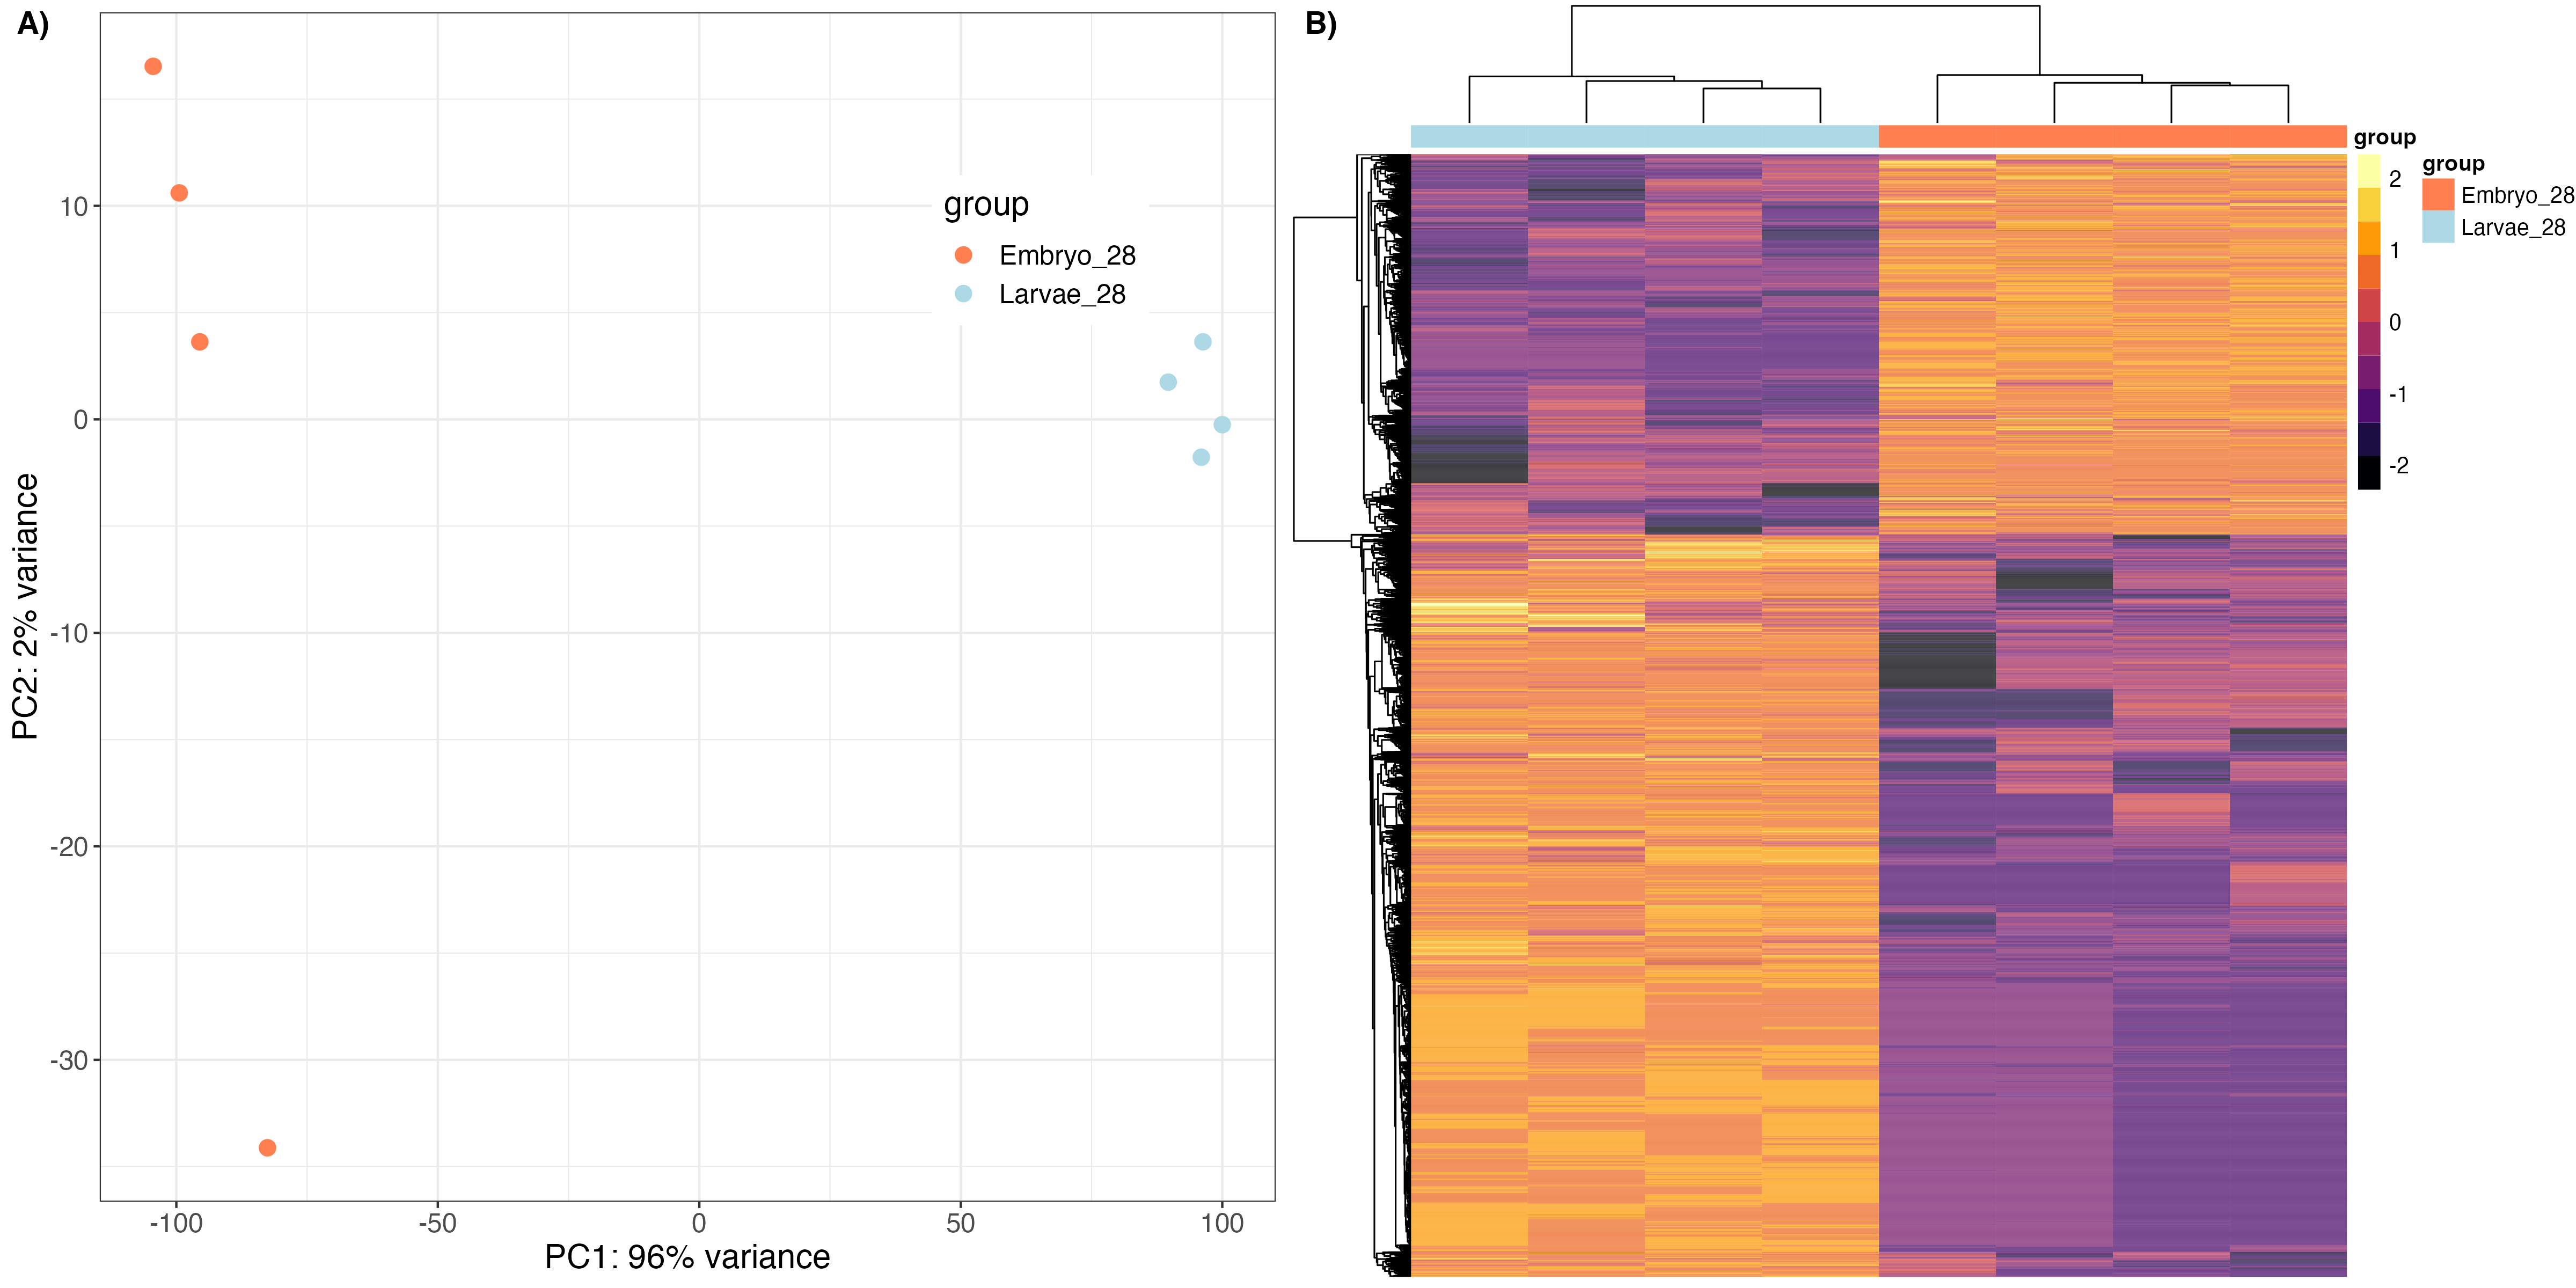 A)
PC2: 2% variance
10
0
-10
-20
-30
group
Embryo_28
Larvae_28
-100
-50
0
50
100
PC1: 96% variance
B)
group
2
1
0
-1
-2
group
Embryo_28
Larvae_28